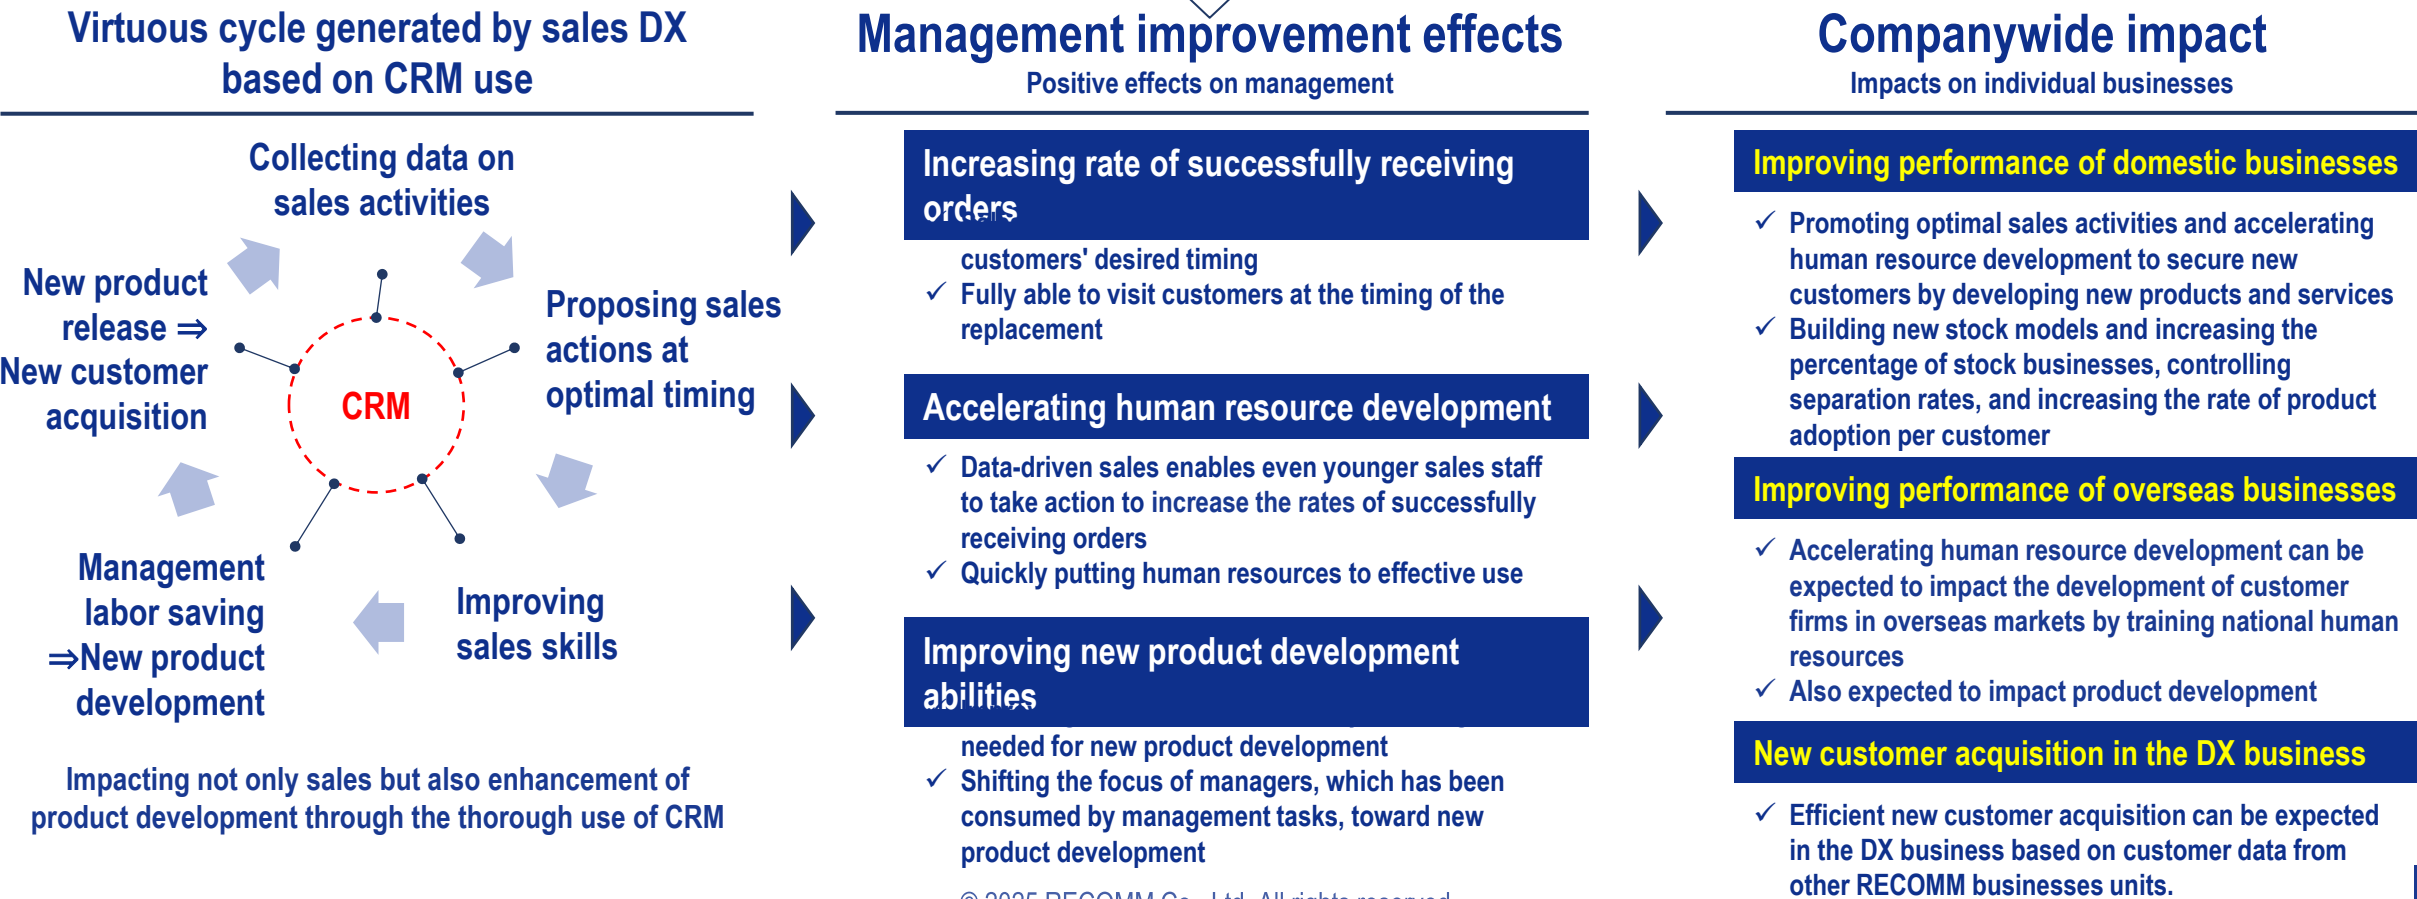 Virtuous cycle generated by sales DX
based on CRM use
Collecting data on
sales activities
Proposing sales
actions at
optimal timing
Improving
sales skills
Management
labor saving
⇒New product
development
New product
release ⇒
New customer
acquisition
CRM
Impacting not only sales but also enhancement of
product development through the thorough use of CRM
Management improvement effects
Positive effects on management
Increasing rate of successfully receiving
orders
customers' desired timing
✓ Fully able to visit customers at the timing of the
replacement
Accelerating human resource development
✓ Data-driven sales enables even younger sales staff
to take action to increase the rates of successfully
receiving orders
✓ Quickly putting human resources to effective use
Improving new product development
abilities
needed for new product development
✓ Shifting the focus of managers, which has been
consumed by management tasks, toward new
product development
© 2025 RECOMM Co., Ltd. All rights reserved
Companywide impact
Impacts on individual businesses
Improving performance of domestic businesses
✓ Promoting optimal sales activities and accelerating
human resource development to secure new
customers by developing new products and services
✓ Building new stock models and increasing the
percentage of stock businesses, controlling
separation rates, and increasing the rate of product
adoption per customer
Improving performance of overseas businesses
✓ Accelerating human resource development can be
expected to impact the development of customer
firms in overseas markets by training national human
resources
✓ Also expected to impact product development
New customer acquisition in the DX business
✓ Efficient new customer acquisition can be expected
in the DX business based on customer data from
other RECOMM businesses units.